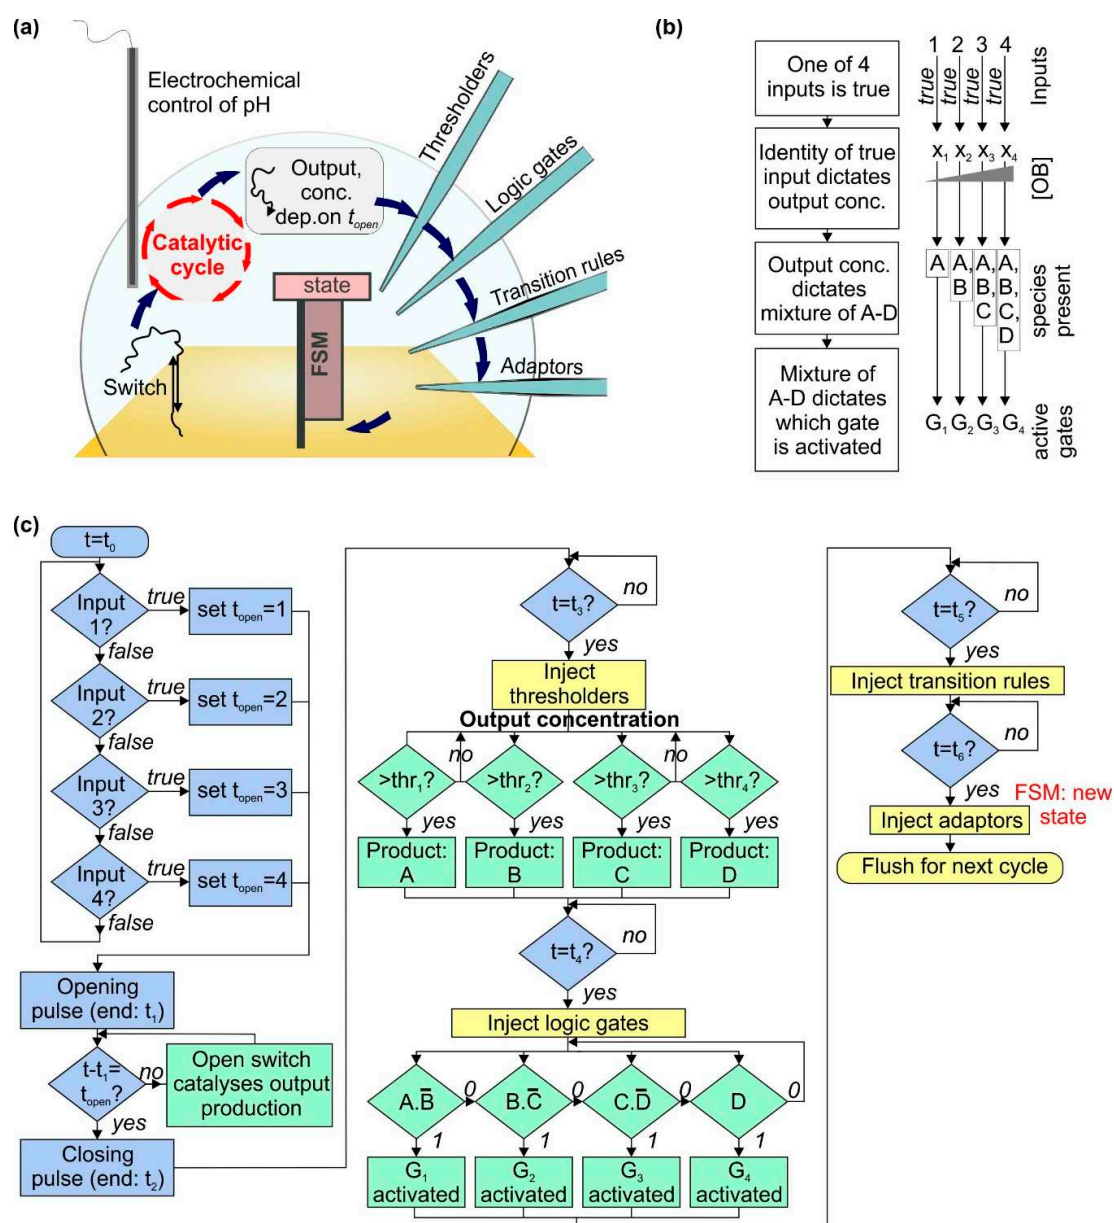 (a)
Electrochemical
control of pH
Output,
conc.
dep.on t_open
Catalytic
cycle
Switch
state
FSM
Thresholders
Logic gates
Transition rules
Adaptors
(b)
One of 4
inputs is true
Identity of true
input dictates
output conc.
Output conc.
dictates
mixture of A-D
Mixture of
A-D dictates
which gate
is activated
1 2 3 4
true true true true
Inputs
x₁ x₂ x₃ x₄
[OB]
A A, A, A,
B B, B,
C C,
D
species
present
G₁ G₂ G₃ G₄
active
gates
(c)
t=t₀
Input
1?
true
set t_open=1
false
Input
2?
true
set t_open=2
false
Input
3?
true
set t_open=3
false
Input
4?
true
set t_open=4
false
Opening
pulse (end: t₁)
t-t₁=
t_open?
no
Open switch
catalyses output
production
yes
Closing
pulse (end: t₂)
t=t₃?
no
yes
Inject
thresholders
Output concentration
>thr₁? no >thr₂? >thr₃? no >thr₄?
yes yes yes yes
Product: Product: Product: Product:
A B C D
t=t₄?
no
yes
Inject logic gates
A.B̅ 0 B.C̅ 0 C.D̅ 0 D 0
1 1 1 1
G₁ G₂ G₃ G₄
activated activated activated activated
t=t₅?
no
yes
Inject transition rules
t=t₆?
no
yes
FSM: new
state
Inject adaptors
Flush for next cycle